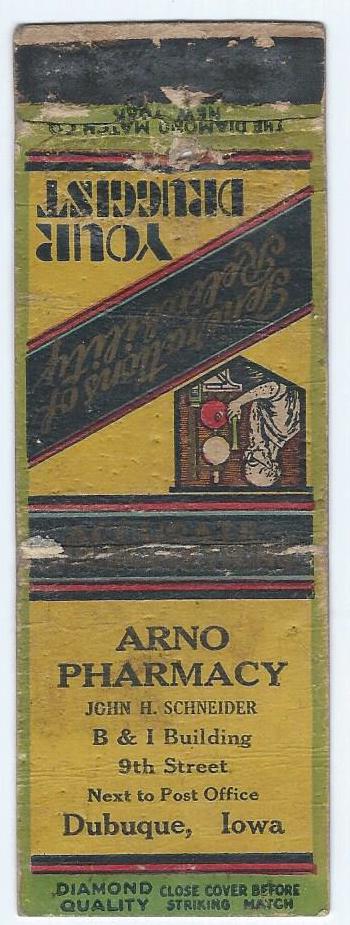 THE DIAMOND MATCH CO.
NEW YORK
YOUR
DRUGGIST
Generations of
Reliability
ARNO
PHARMACY
JOHN H. SCHNEIDER
B & I Building
9th Street
Next to Post Office
Dubuque, Iowa
DIAMOND QUALITY
CLOSE COVER BEFORE STRIKING MATCH